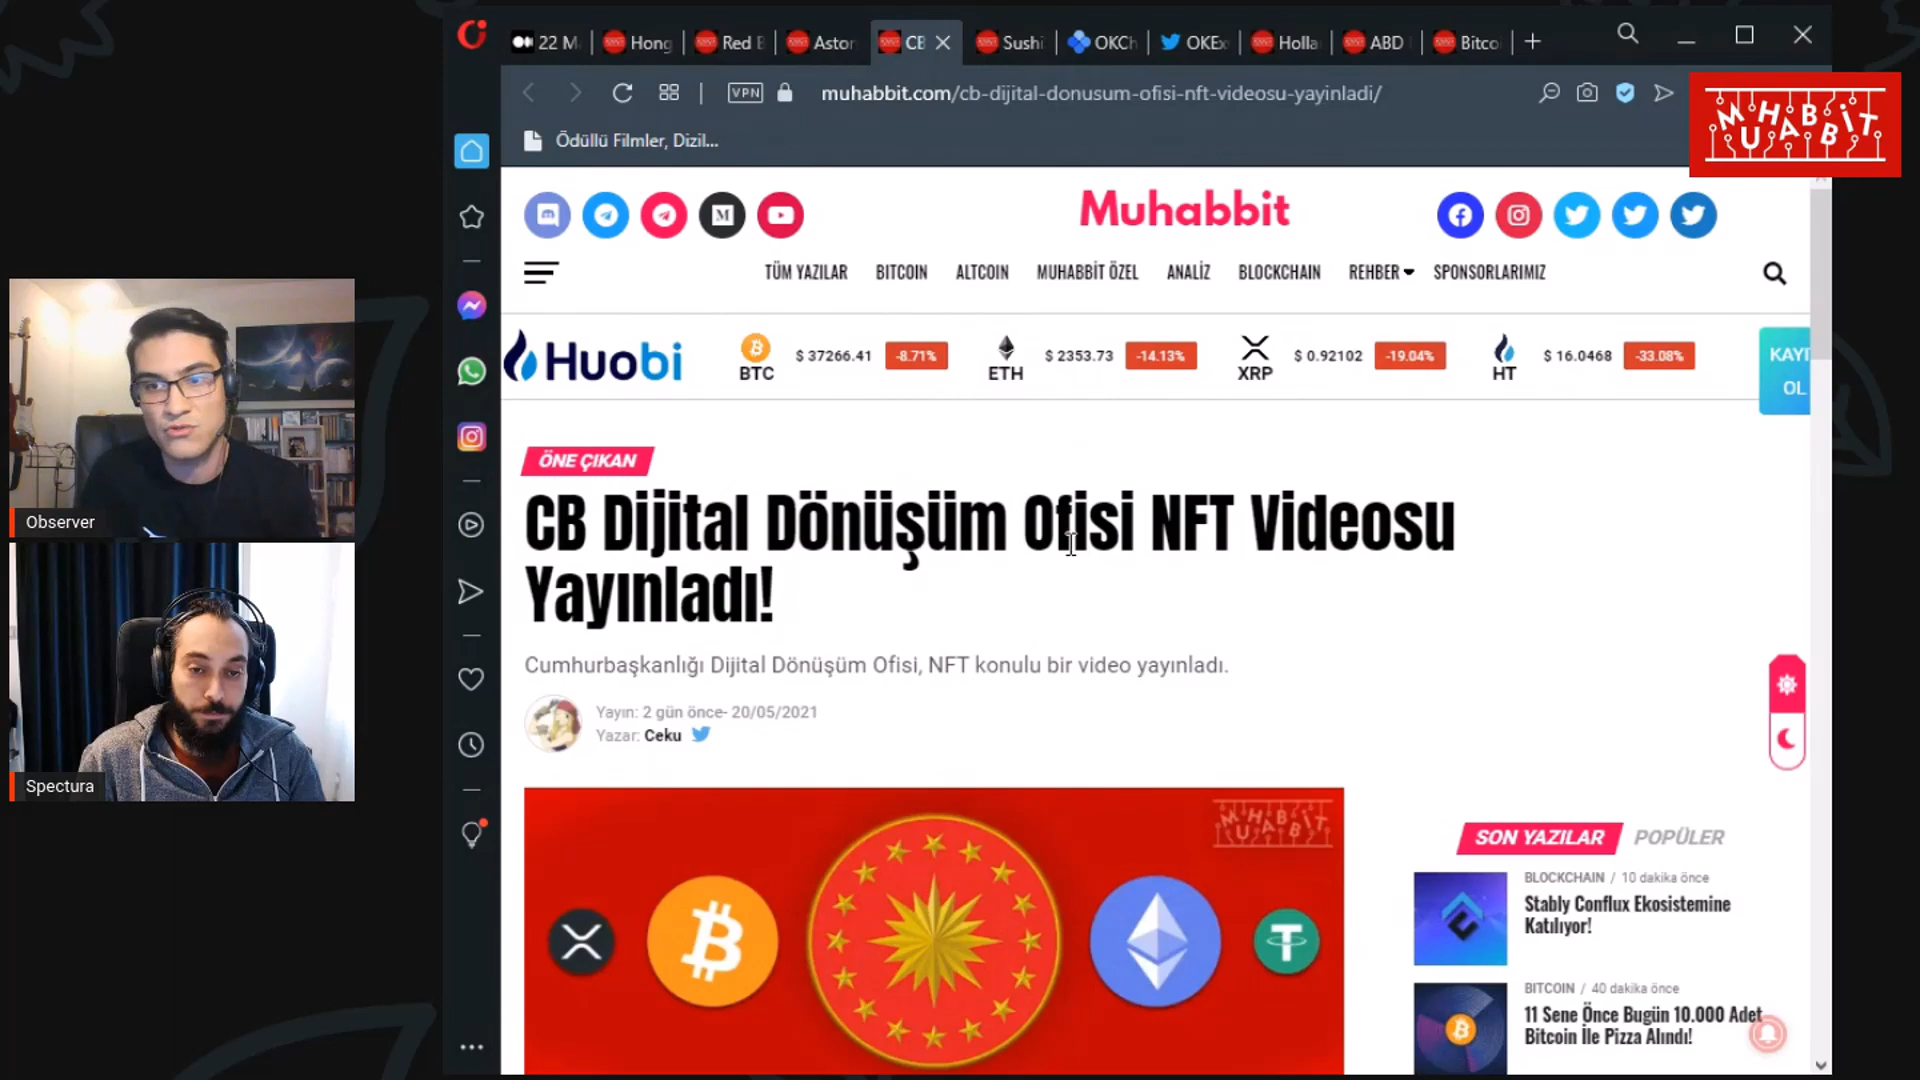 22 M
Hong
Red B
Aston
CB
Sushi
OKCh
OKEx
Holla
ABD
Bitco
VPN
muhabbit.com/cb-dijital-donusum-ofisi-nft-videosu-yayinladi/
Ödüllü Filmler, Dizil...
MUHABBİT
Muhabbit
TÜM YAZILAR
BITCOIN
ALTCOIN
MUHABBİT ÖZEL
ANALİZ
BLOCKCHAIN
REHBER
SPONSORLARIMIZ
Huobi
BTC
$ 37266.41
-8.71%
ETH
$ 2353.73
-14.13%
XRP
$ 0.92102
-19.04%
HT
$ 16.0468
-33.08%
KAYI
OL
ÖNE ÇIKAN
CB Dijital Dönüşüm Ofisi NFT Videosu
Yayınladı!
Cumhurbaşkanlığı Dijital Dönüşüm Ofisi, NFT konulu bir video yayınladı.
Yayın: 2 gün önce- 20/05/2021
Yazar: Ceku
MUHABBİT
SON YAZILAR
POPÜLER
BLOCKCHAIN / 10 dakika önce
Stably Conflux Ekosistemine
Katılıyor!
BITCOIN / 40 dakika önce
11 Sene Önce Bugün 10.000 Adet
Bitcoin İle Pizza Alındı!
Observer
Spectura